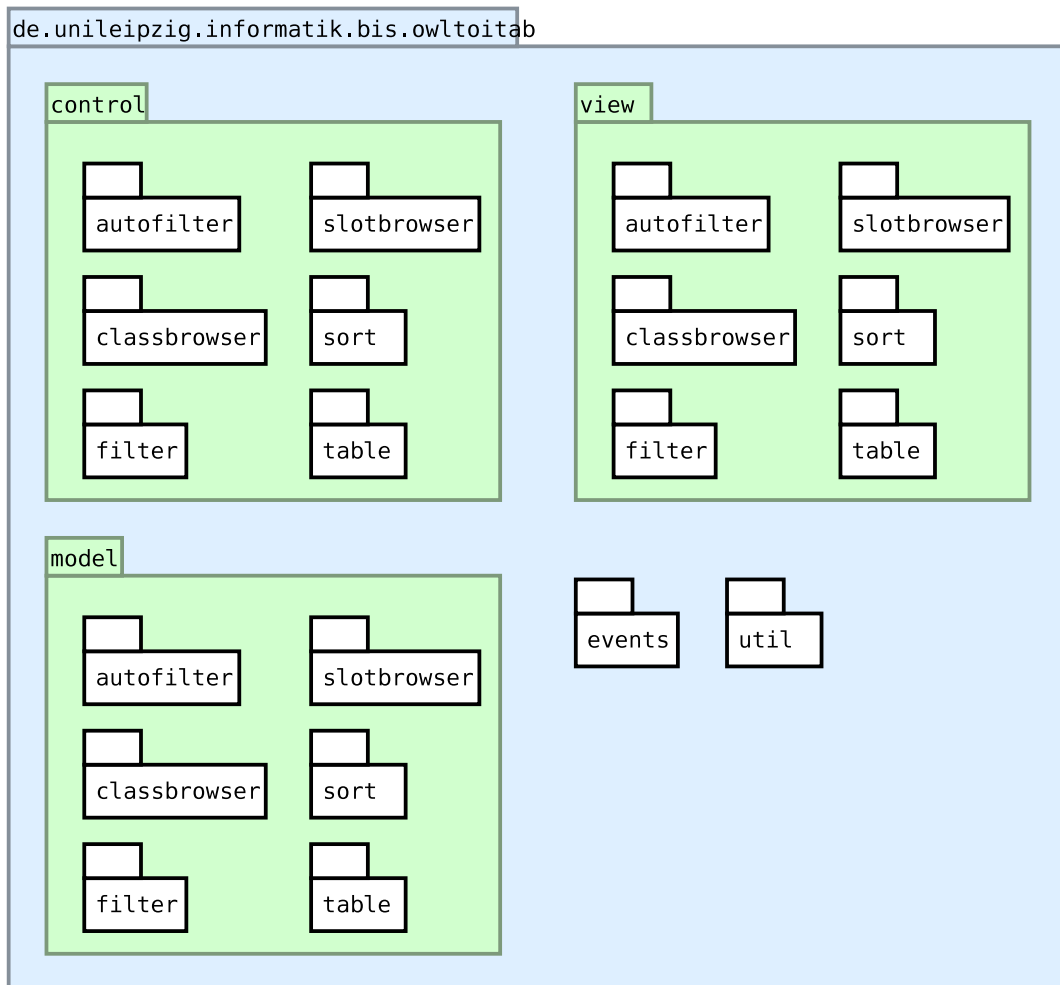 de.unileipzig.informatik.bis.owltoitab
control
autofilter
slotbrowser
classbrowser
sort
filter
table
view
autofilter
slotbrowser
classbrowser
sort
filter
table
model
autofilter
slotbrowser
classbrowser
sort
filter
table
events
util